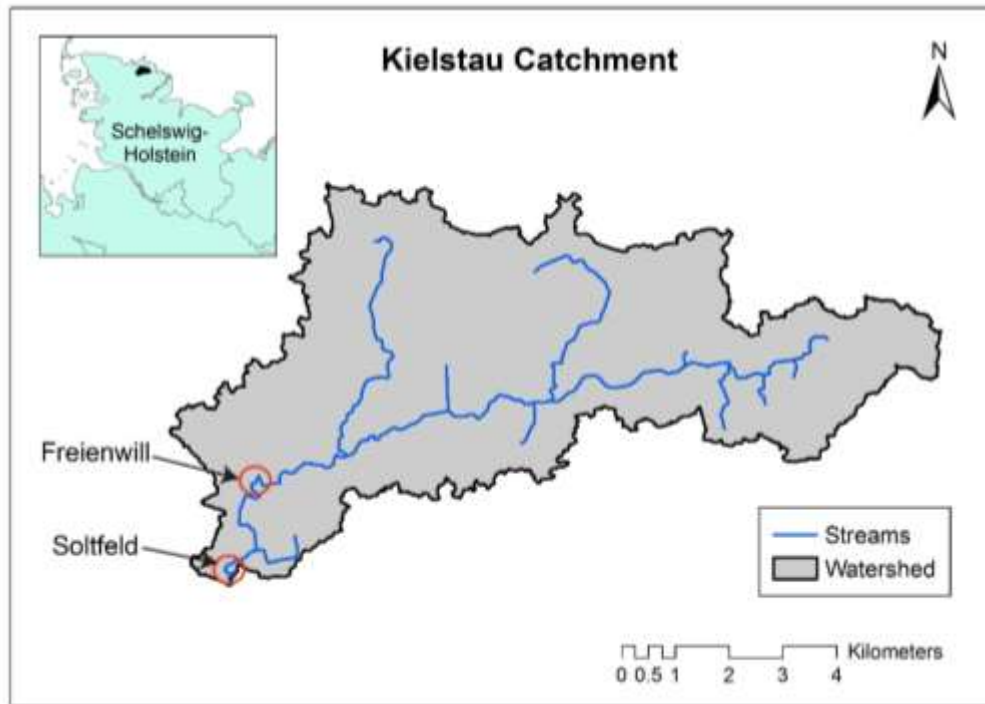 Kielstau Catchment
N
Schelswig-
Holstein
Freienwill
Soltfeld
Streams
Watershed
Kilometers
0 0.5 1 2 3 4